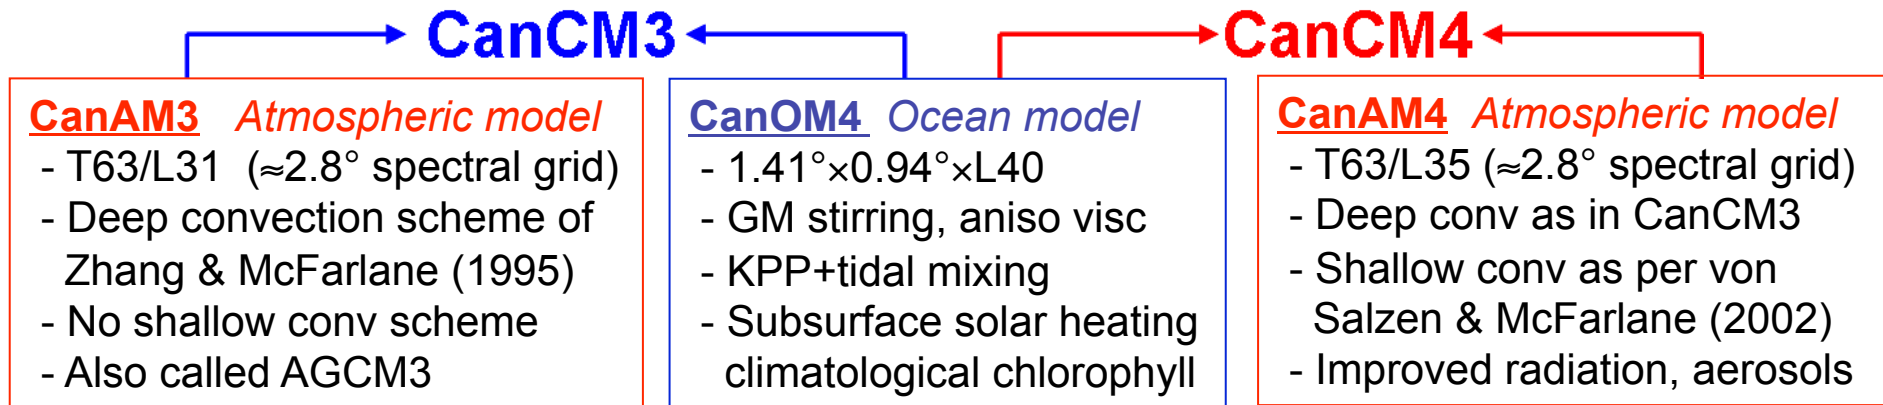 CanCM3
CanCM4
CanAM3 Atmospheric model
- T63/L31 (≈2.8° spectral grid)
- Deep convection scheme of
Zhang & McFarlane (1995)
- No shallow conv scheme
- Also called AGCM3
CanOM4 Ocean model
- 1.41°×0.94°×L40
- GM stirring, aniso visc
- KPP+tidal mixing
- Subsurface solar heating
climatological chlorophyll
CanAM4 Atmospheric model
- T63/L35 (≈2.8° spectral grid)
- Deep conv as in CanCM3
- Shallow conv as per von
Salzen & McFarlane (2002)
- Improved radiation, aerosols